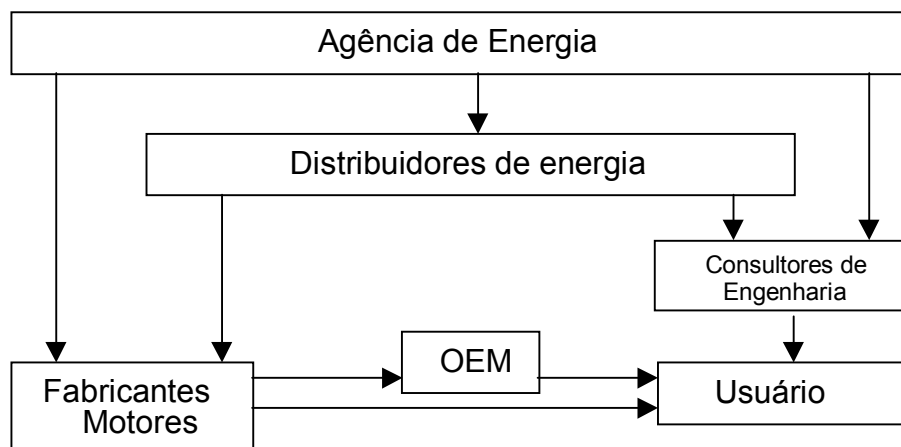 Agência de Energia
Distribuidores de energia
Consultores de
Engenharia
OEM
Fabricantes
Motores
Usuário